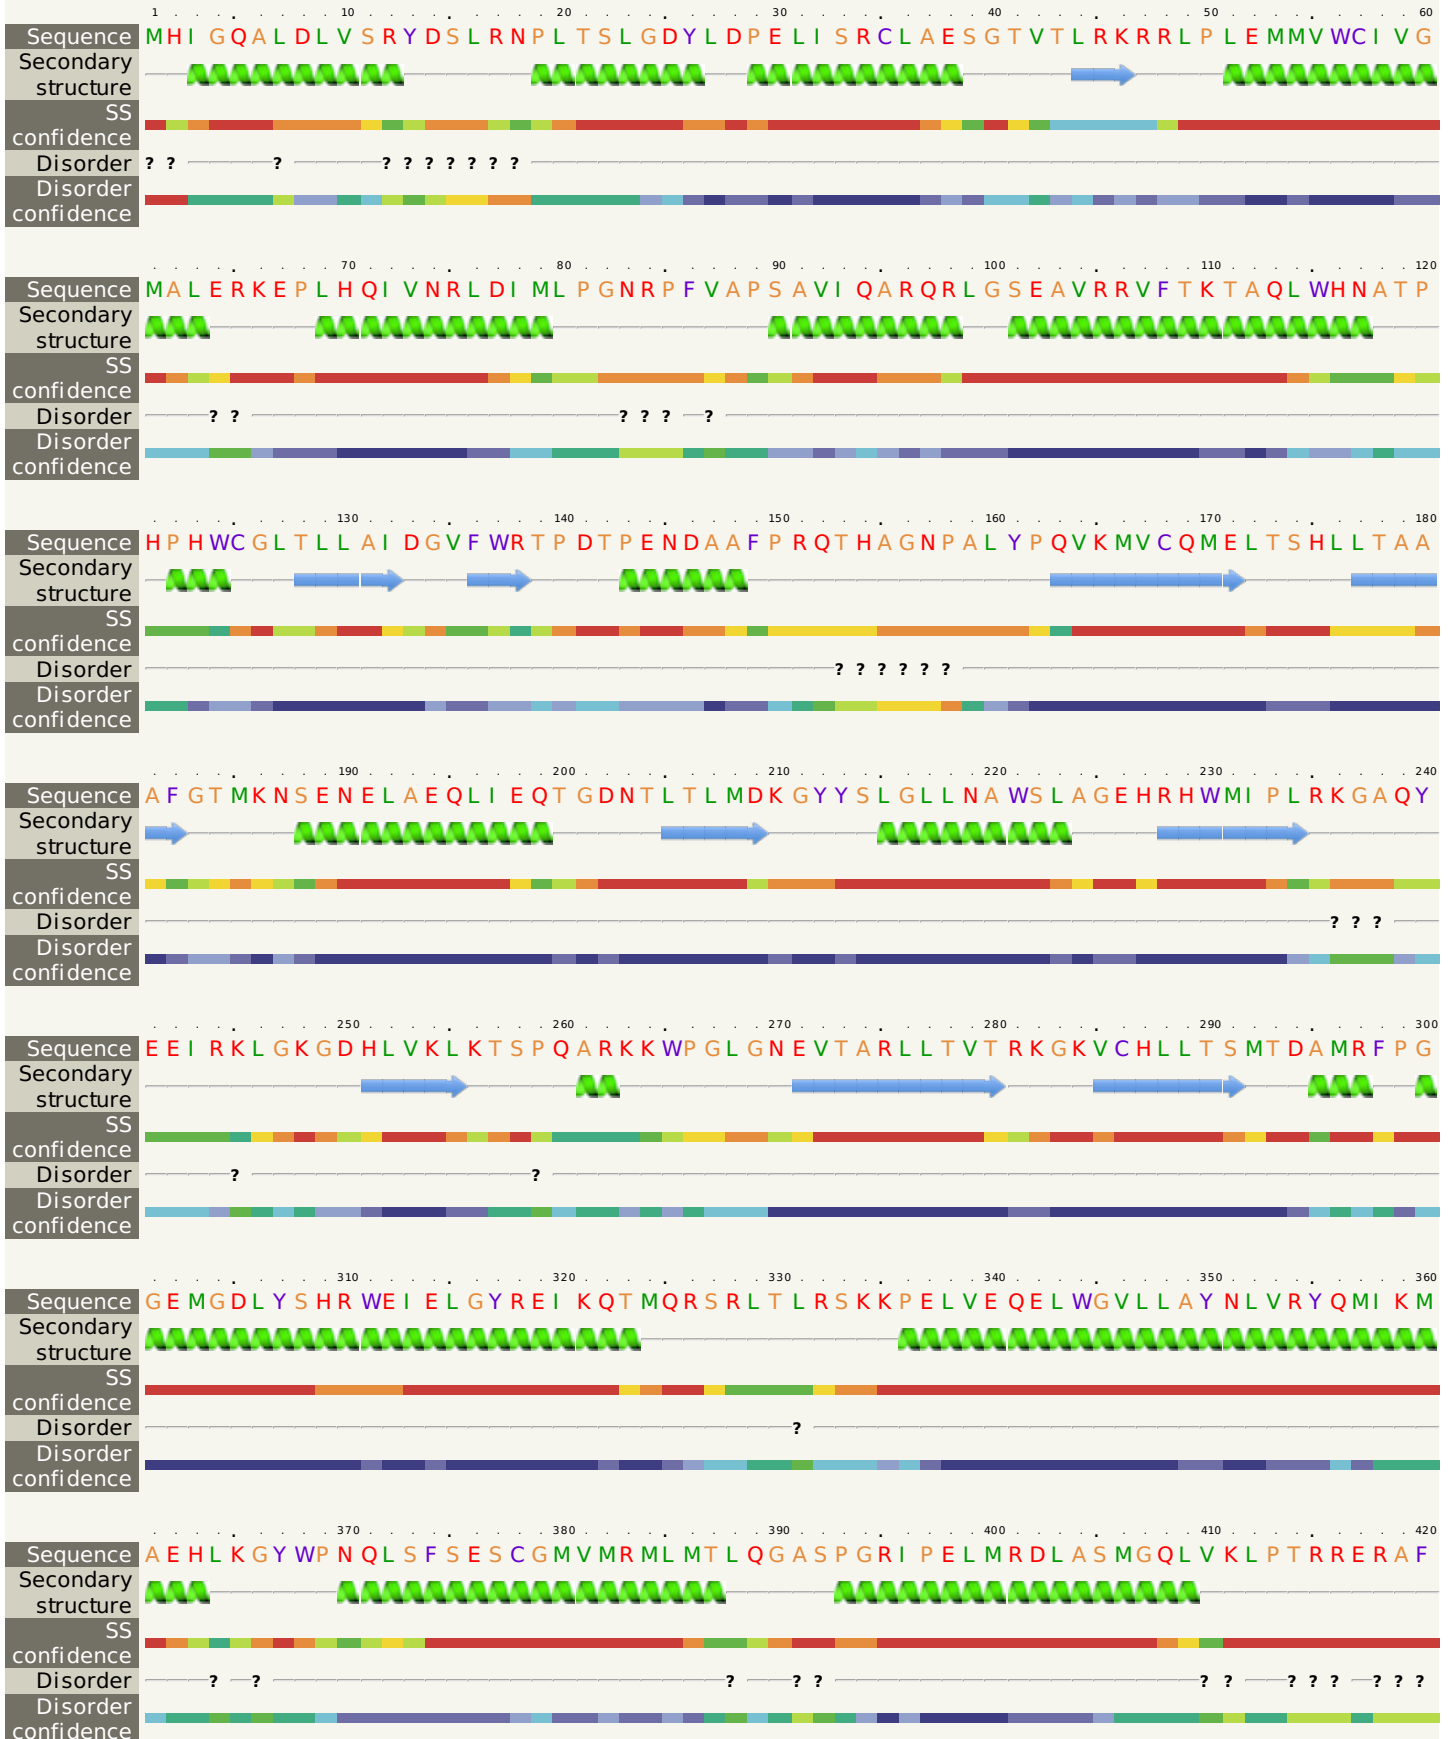 1 10 20 30 40 50 60
Sequence MHIGQALDLVSRYDSLRNPLTSLGDYLDPELISRCLAESGTVTLRKRRLPLEMMVWCIVG
Secondary
structure
SS
confidence
Disorder ? ? ? ? ? ? ? ? ? ?
Disorder
confidence
70 80 90 100 110 120
Sequence MALERKEPLHQIVNRLDIMLPGNRPFVAPSAVIQARQRLGSEAVRRVFTKTAQLWHNATP
Secondary
structure
SS
confidence
Disorder ? ? ? ? ? ?
Disorder
confidence
130 140 150 160 170 180
Sequence HPHWCGLTLLAIDGVFWRTPDTPENDAAFPRQTHAGNPALYPQVKMVCQMELTSHLLTAA
Secondary
structure
SS
confidence
Disorder ? ? ? ? ? ?
Disorder
confidence
190 200 210 220 230 240
Sequence AFGTMKNSENELAEQLIEQTGDNTLTLMDKGYYSLGLLNAWSLAGEHRHWMIPLRKGAQY
Secondary
structure
SS
confidence
Disorder ? ? ?
Disorder
confidence
250 260 270 280 290 300
Sequence EEIRKLGKGDHLVKLKTSPQARKKWPGLGNEVTARLLTVTRKGKVCHLLTSMTDAMRFPG
Secondary
structure
SS
confidence
Disorder ? ?
Disorder
confidence
310 320 330 340 350 360
Sequence GEMGDLYSHRWEIELGYREIKQTMQRSRLTLRSKKPELVEQELWGVLLAYNLVRYQMIKM
Secondary
structure
SS
confidence
Disorder ?
Disorder
confidence
370 380 390 400 410 420
Sequence AEHLKGYWPNQLSFSESCGMVMRMLMTLQGASPGRIPELMRDLASMGQLVKLPTRRERAF
Secondary
structure
SS
confidence
Disorder ? ? ? ? ? ? ? ? ? ? ? ? ?
Disorder
confidence